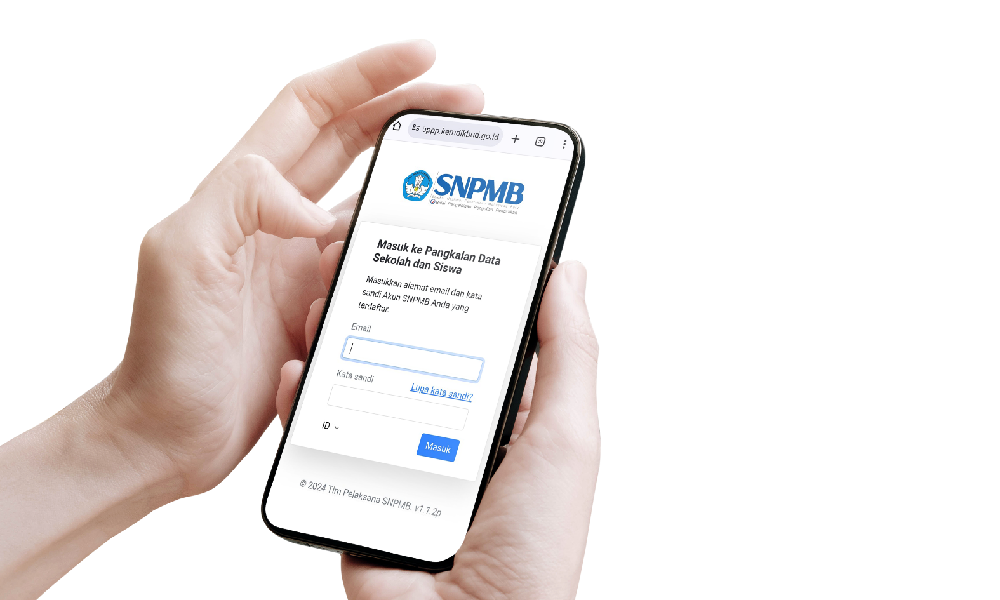 oppp.kemdikbud.go.id
:D
SNPMB
Seleksi Nasional Penerimaan Mahasiswa Baru
Balai Pengelolaan Pengujian Pendidikan
Masuk ke Pangkalan Data
Sekolah dan Siswa
Masukkan alamat email dan kata
sandi Akun SNPMB Anda yang
terdaftar.
Email
Kata sandi
Lupa kata sandi?
ID
Masuk
© 2024 Tim Pelaksana SNPMB. v1.1.2p